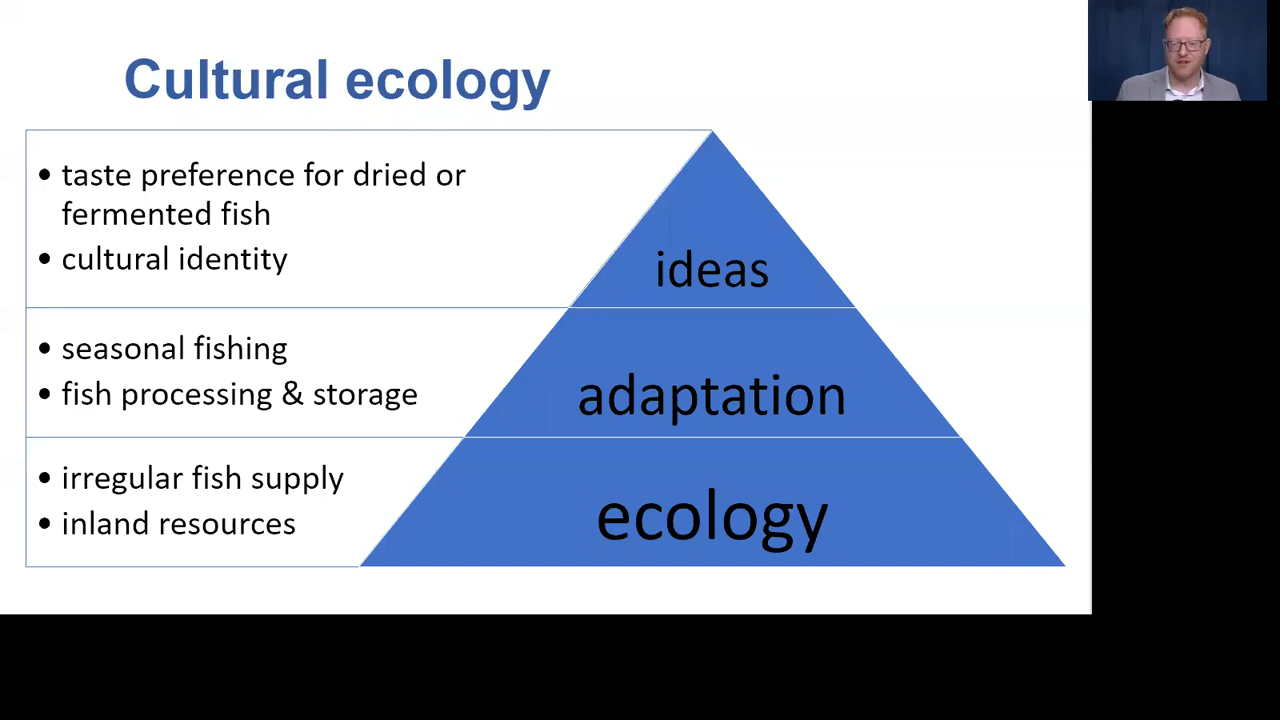 Cultural ecology
• taste preference for dried or
fermented fish
• cultural identity
ideas
• seasonal fishing
• fish processing & storage
adaptation
• irregular fish supply
• inland resources
ecology